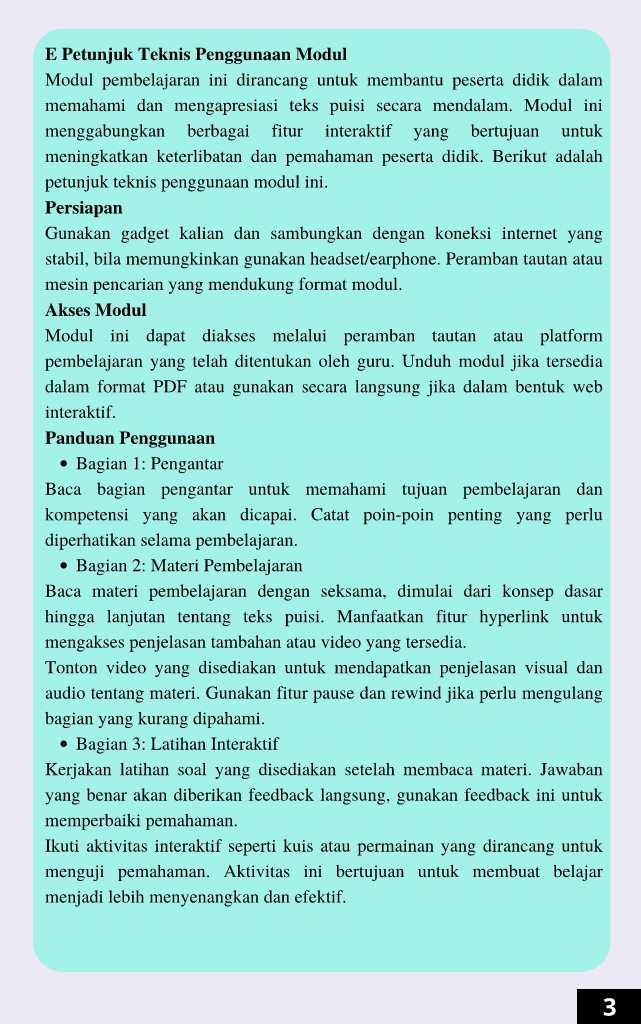 E Petunjuk Teknis Penggunaan Modul
Modul pembelajaran ini dirancang untuk membantu peserta didik dalam
memahami dan mengapresiasi teks puisi secara mendalam. Modul ini
menggabungkan berbagai fitur interaktif yang bertujuan untuk
meningkatkan keterlibatan dan pemahaman peserta didik. Berikut adalah
petunjuk teknis penggunaan modul ini.
Persiapan
Gunakan gadget kalian dan sambungkan dengan koneksi internet yang
stabil, bila memungkinkan gunakan headset/earphone. Peramban tautan atau
mesin pencarian yang mendukung format modul.
Akses Modul
Modul ini dapat diakses melalui peramban tautan atau platform
pembelajaran yang telah ditentukan oleh guru. Unduh modul jika tersedia
dalam format PDF atau gunakan secara langsung jika dalam bentuk web
interaktif.
Panduan Penggunaan
• Bagian 1: Pengantar
Baca bagian pengantar untuk memahami tujuan pembelajaran dan
kompetensi yang akan dicapai. Catat poin-poin penting yang perlu
diperhatikan selama pembelajaran.
• Bagian 2: Materi Pembelajaran
Baca materi pembelajaran dengan seksama, dimulai dari konsep dasar
hingga lanjutan tentang teks puisi. Manfaatkan fitur hyperlink untuk
mengakses penjelasan tambahan atau video yang tersedia.
Tonton video yang disediakan untuk mendapatkan penjelasan visual dan
audio tentang materi. Gunakan fitur pause dan rewind jika perlu mengulang
bagian yang kurang dipahami.
• Bagian 3: Latihan Interaktif
Kerjakan latihan soal yang disediakan setelah membaca materi. Jawaban
yang benar akan diberikan feedback langsung, gunakan feedback ini untuk
memperbaiki pemahaman.
Ikuti aktivitas interaktif seperti kuis atau permainan yang dirancang untuk
menguji pemahaman. Aktivitas ini bertujuan untuk membuat belajar
menjadi lebih menyenangkan dan efektif.
3